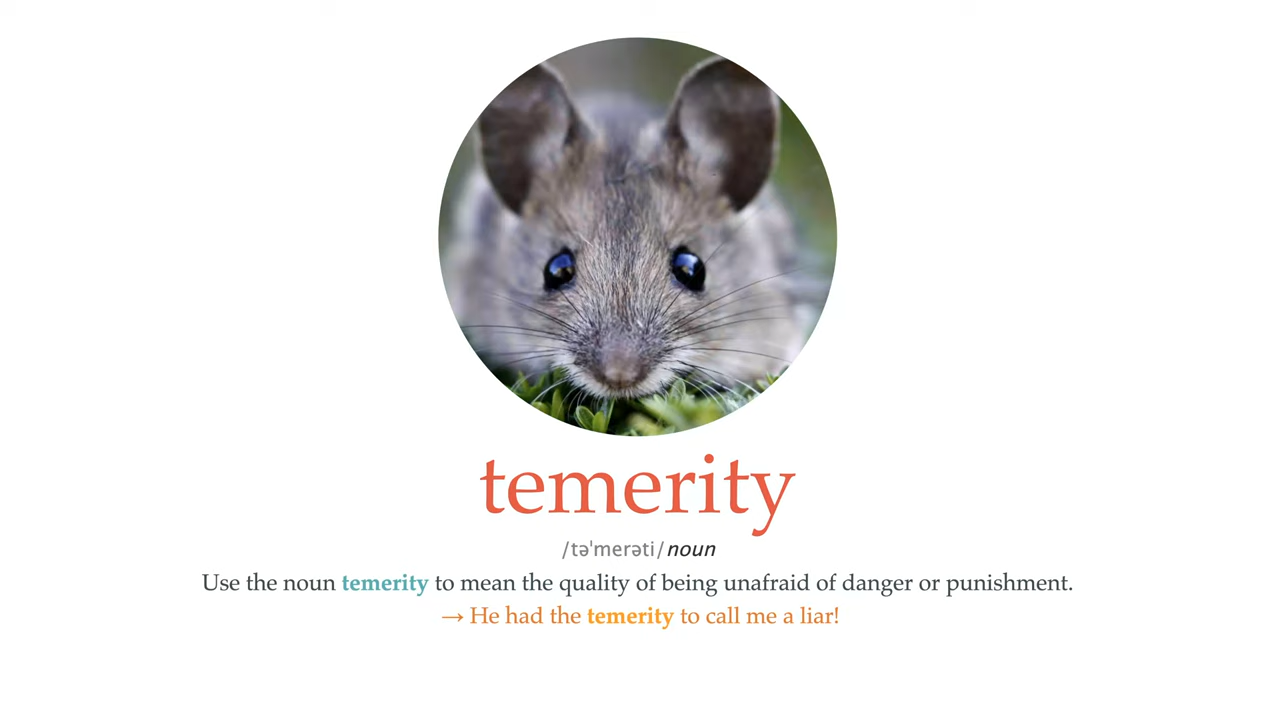 temerity
/təˈmerəti/noun
Use the noun temerity to mean the quality of being unafraid of danger or punishment.
→ He had the temerity to call me a liar!